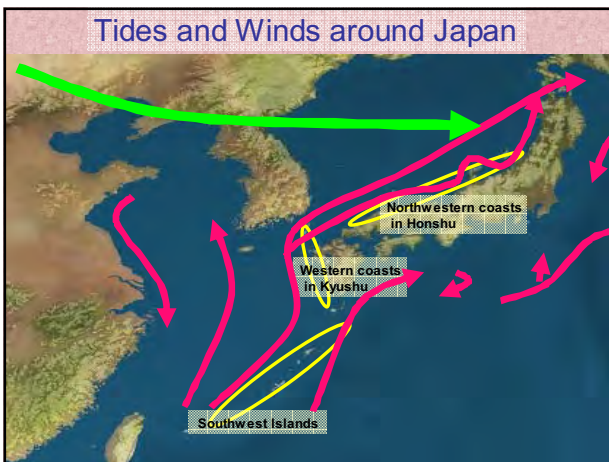 Tides and Winds around Japan
Northwestern coasts
in Honshu
Western coasts
in Kyushu
Southwest Islands